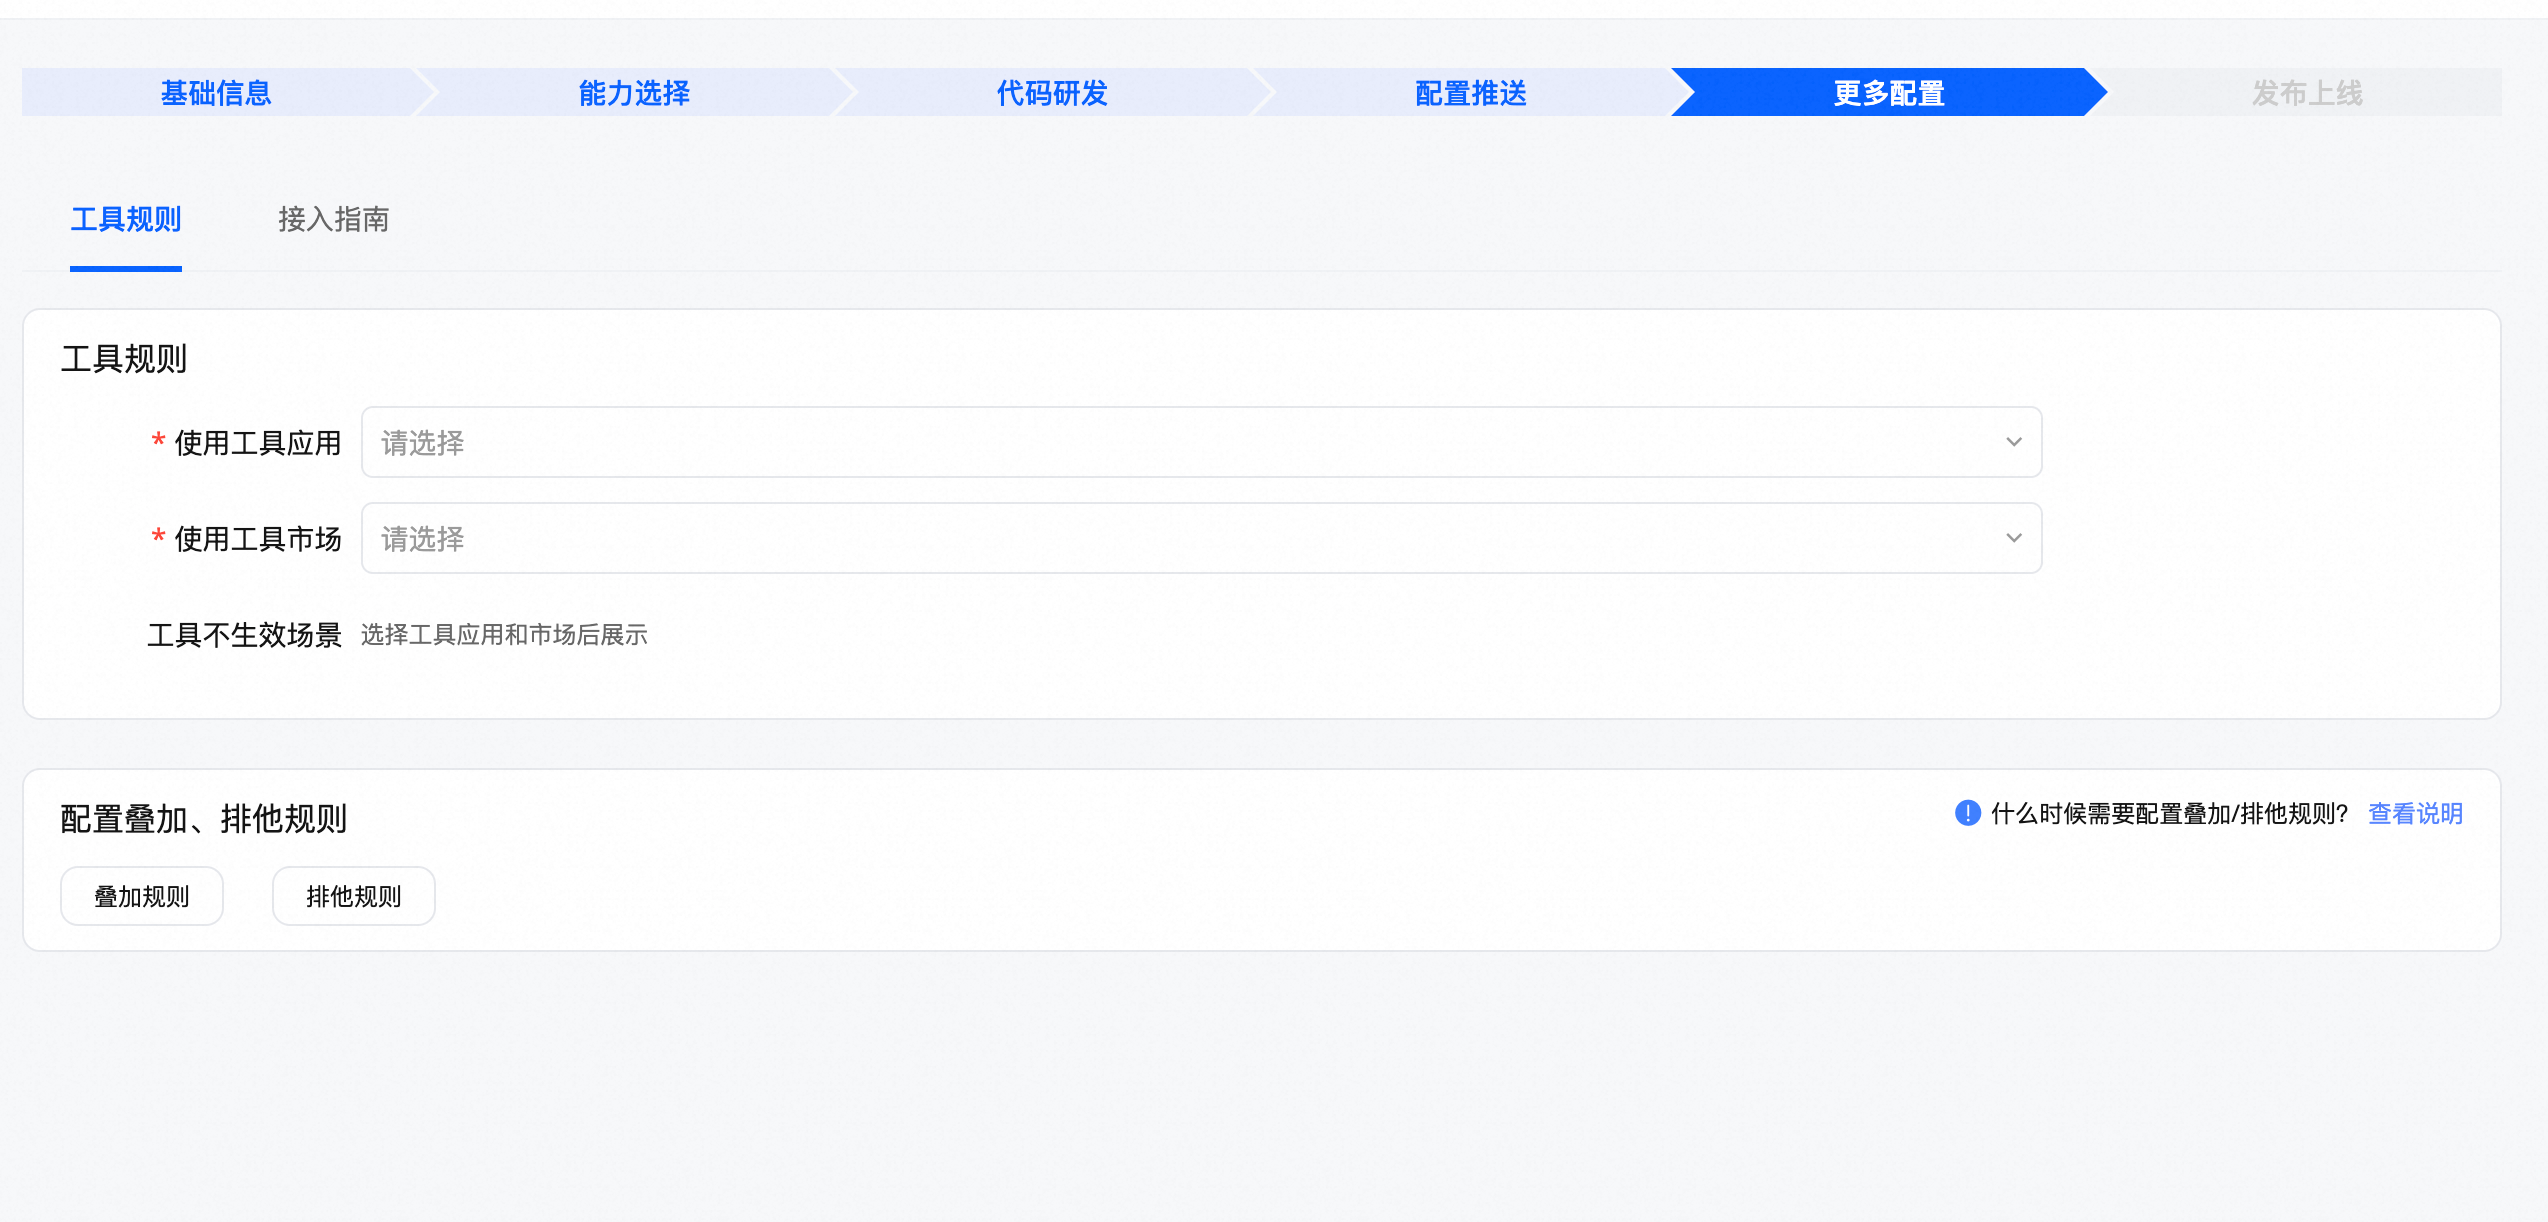 基础信息 能力选择 代码研发 配置推送 更多配置 发布上线
工具规则 接入指南
工具规则
* 使用工具应用 请选择
* 使用工具市场 请选择
工具不生效场景 选择工具应用和市场后展示
配置叠加、排他规则 什么时候需要配置叠加/排他规则? 查看说明
叠加规则 排他规则